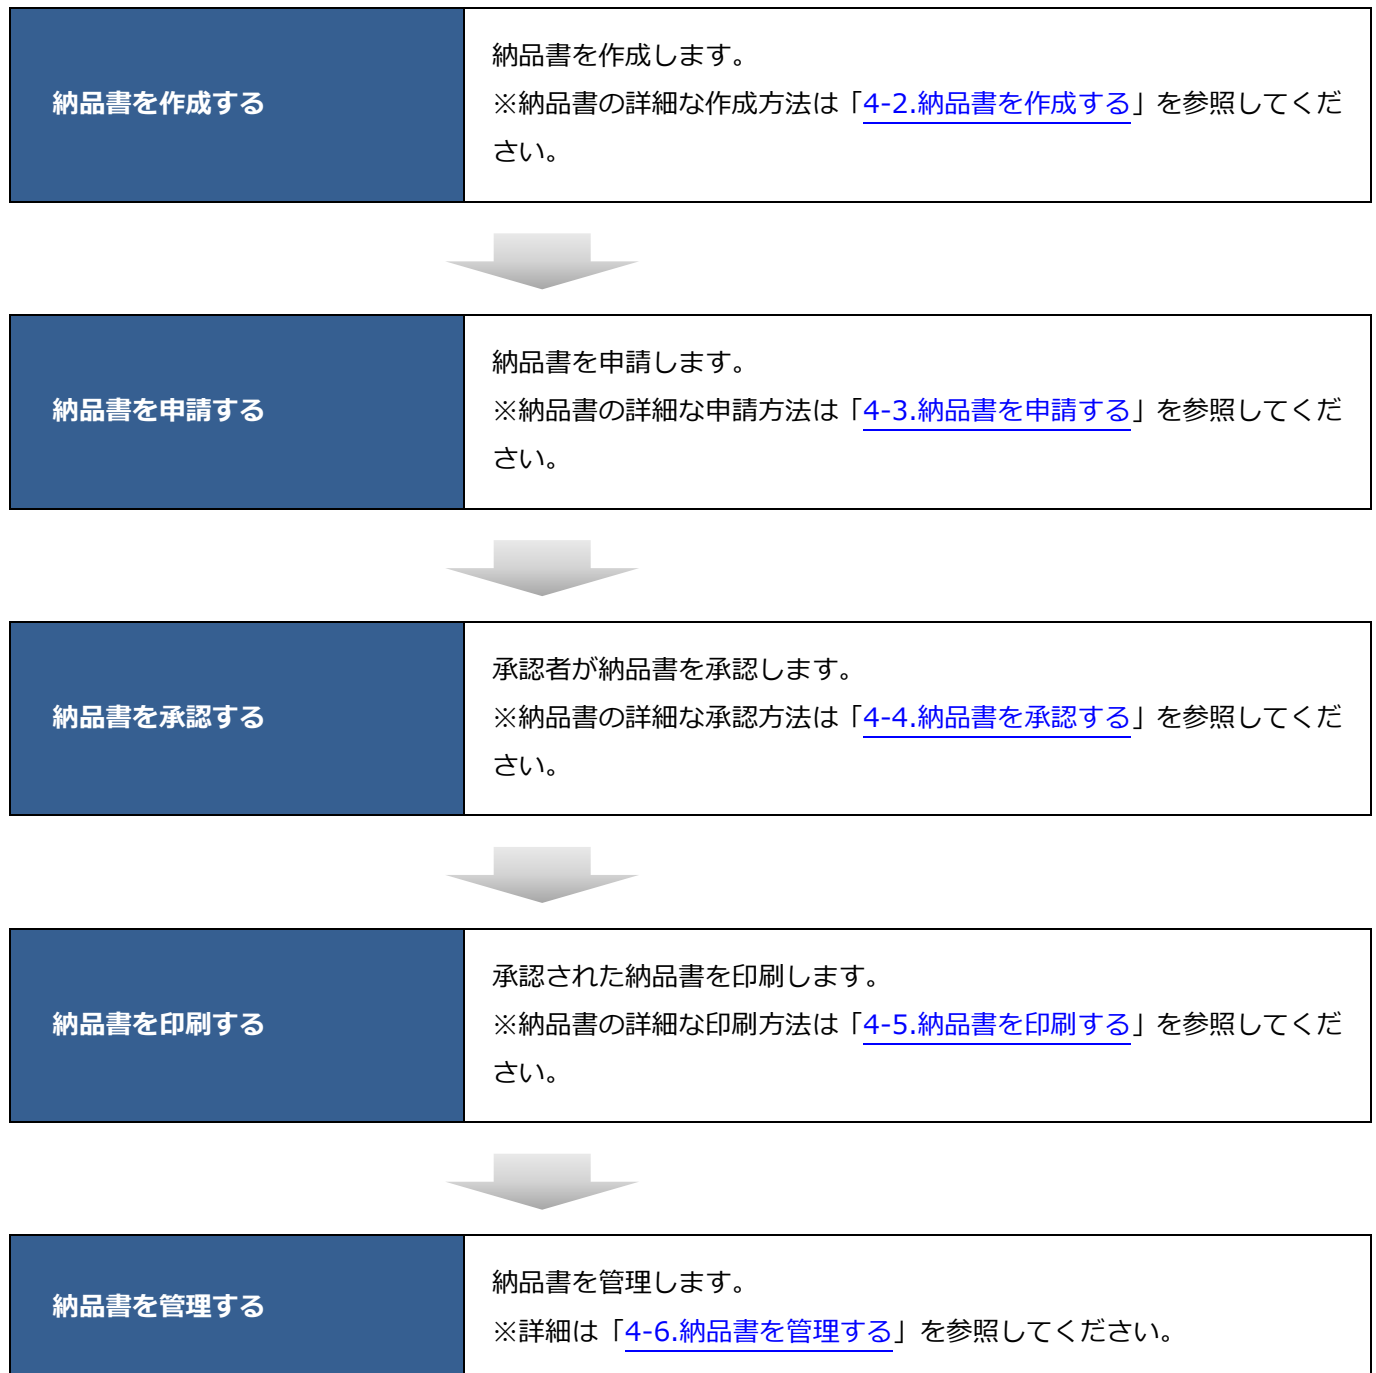 納品書を作成する
納品書を作成します。
※納品書の詳細な作成方法は「4-2.納品書を作成する」を参照してくだ
さい。
納品書を申請する
納品書を申請します。
※納品書の詳細な申請方法は「4-3.納品書を申請する」を参照してくだ
さい。
納品書を承認する
承認者が納品書を承認します。
※納品書の詳細な承認方法は「4-4.納品書を承認する」を参照してくだ
さい。
納品書を印刷する
承認された納品書を印刷します。
※納品書の詳細な印刷方法は「4-5.納品書を印刷する」を参照してくだ
さい。
納品書を管理する
納品書を管理します。
※詳細は「4-6.納品書を管理する」を参照してください。